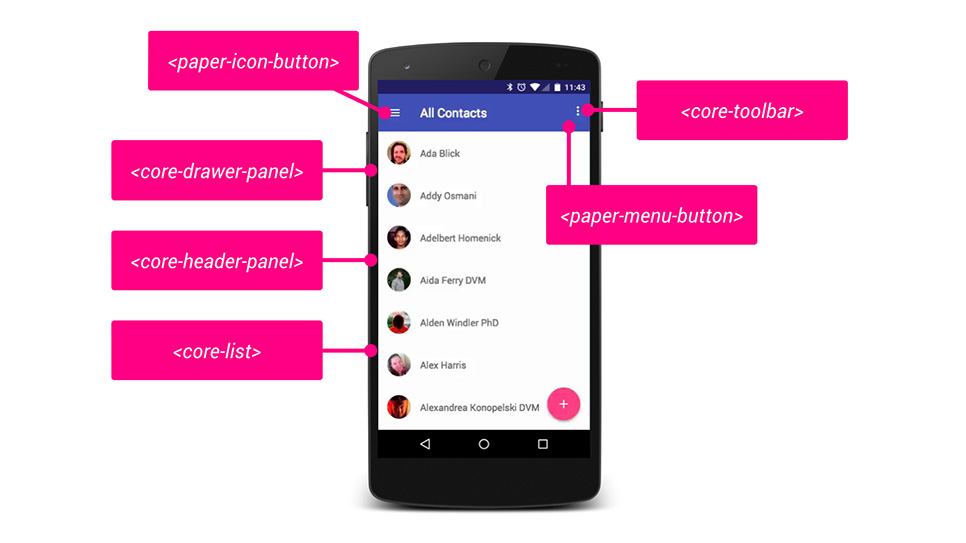 <paper-icon-button>
11:43
All Contacts
<core-toolbar>
Ada Blick
<core-drawer-panel>
Addy Osmani
<paper-menu-button>
Adelbert Homenick
<core-header-panel>
Aida Ferry DVM
Alden Windler PhD
<core-list>
Alex Harris
Alexandrea Konopelski DVM
+